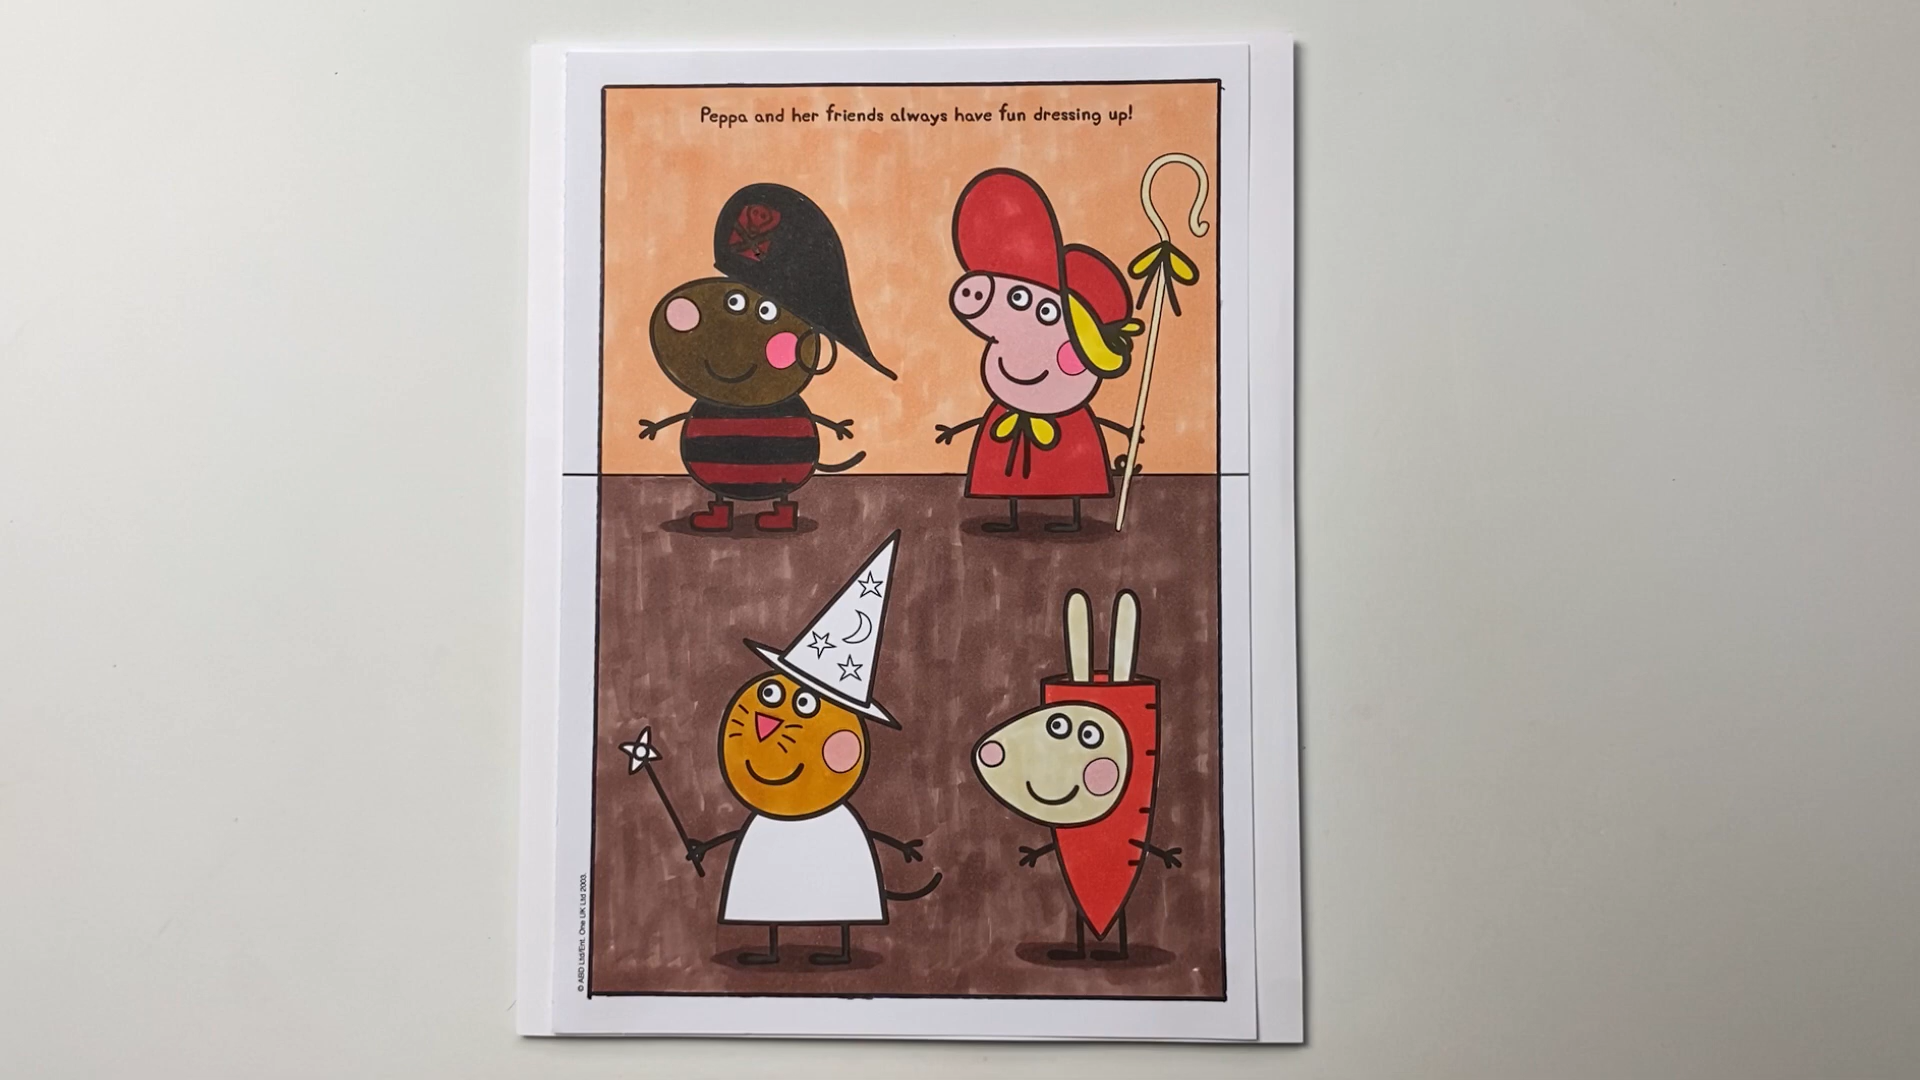 Peppa and her friends always have fun dressing up!
© ABD Ltd/Ent. One UK Ltd 2003.